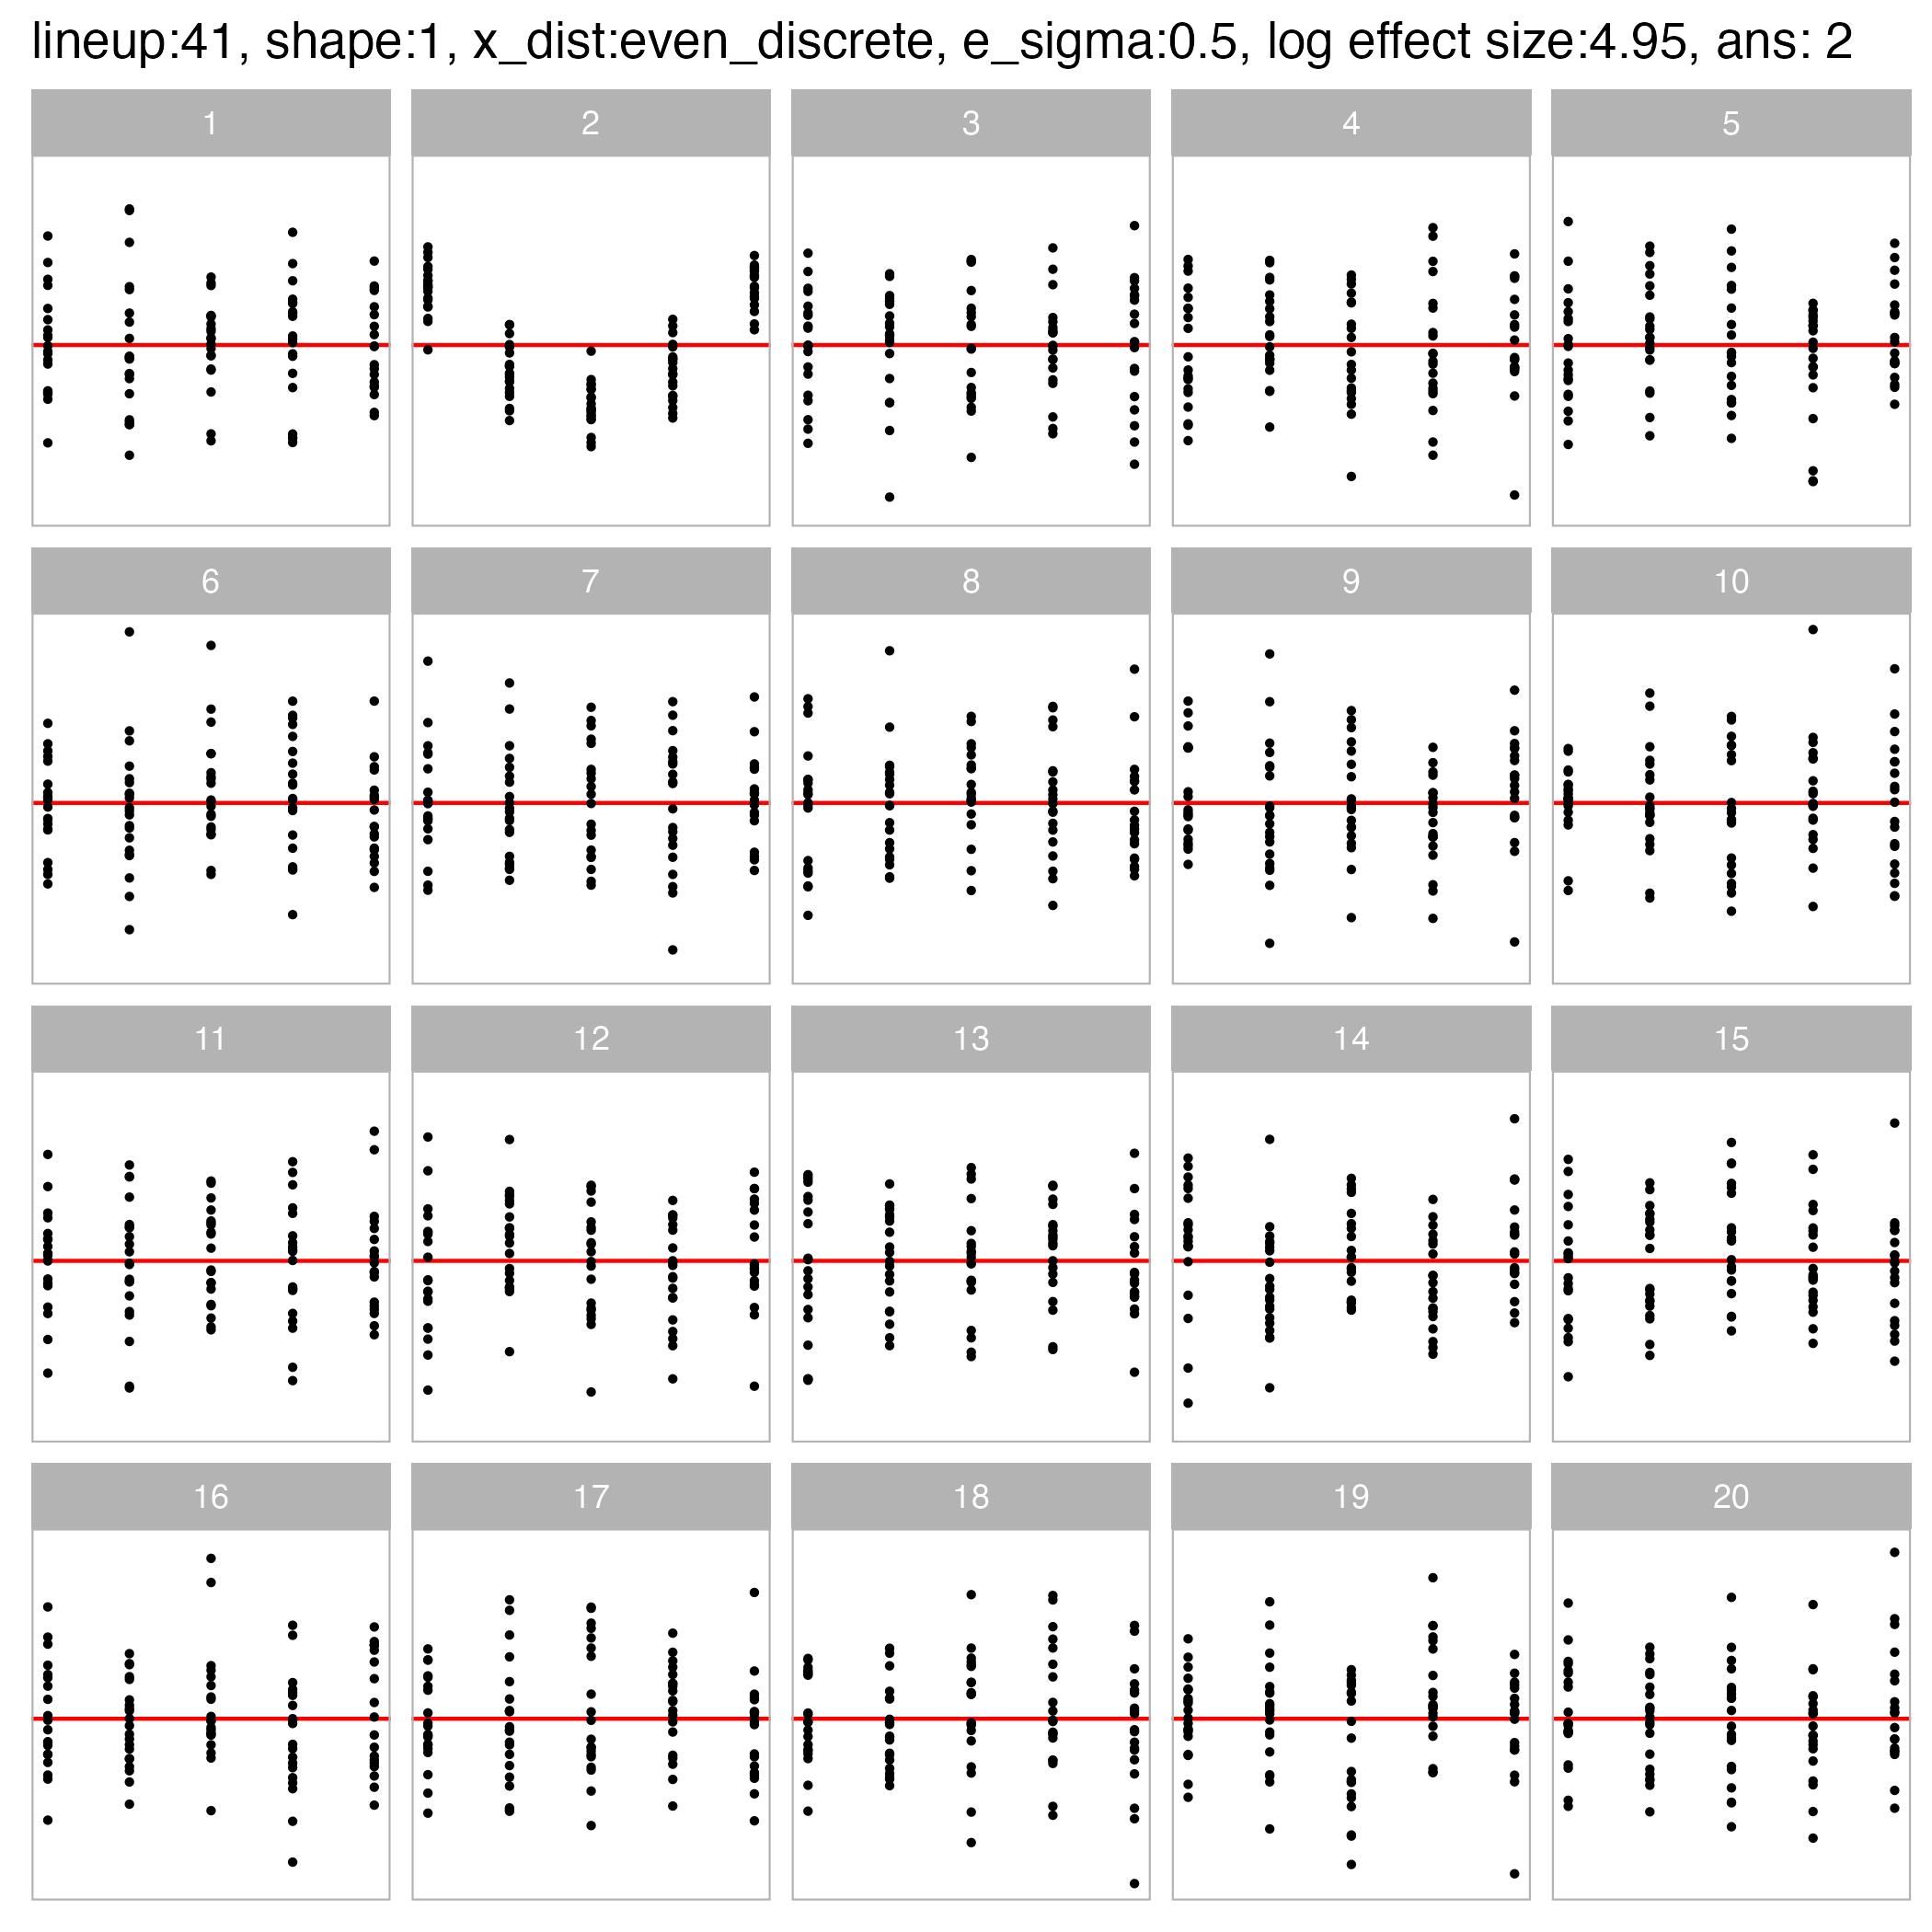 lineup:41, shape:1, x_dist:even_discrete, e_sigma:0.5, log effect size:4.95, ans: 2
1 2 3 4 5
6 7 8 9 10
11 12 13 14 15
16 17 18 19 20